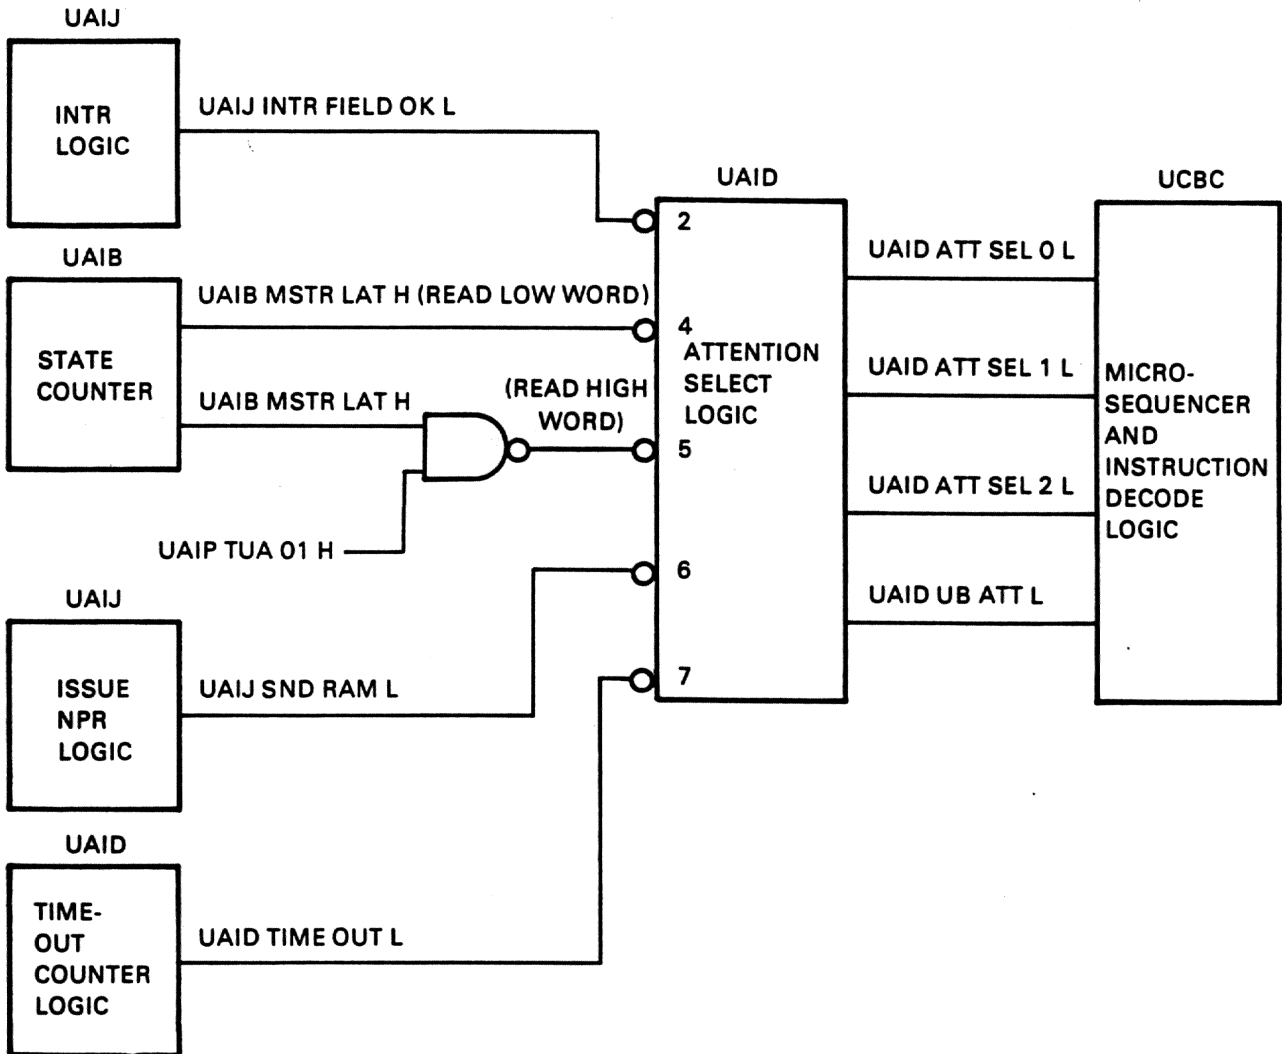 UAIJ
INTR
LOGIC
UAIJ INTR FIELD OK L
UAIB
STATE
COUNTER
UAIB MSTR LAT H (READ LOW WORD)
UAIB MSTR LAT H
(READ HIGH
WORD)
UAIP TUA 01 H
UAIJ
ISSUE
NPR
LOGIC
UAIJ SND RAM L
UAID
TIME-
OUT
COUNTER
LOGIC
UAID TIME OUT L
UAID
2
4
ATTENTION
SELECT
LOGIC
5
6
7
UAID ATT SEL 0 L
UAID ATT SEL 1 L
UAID ATT SEL 2 L
UAID UB ATT L
UCBC
MICRO-
SEQUENCER
AND
INSTRUCTION
DECODE
LOGIC